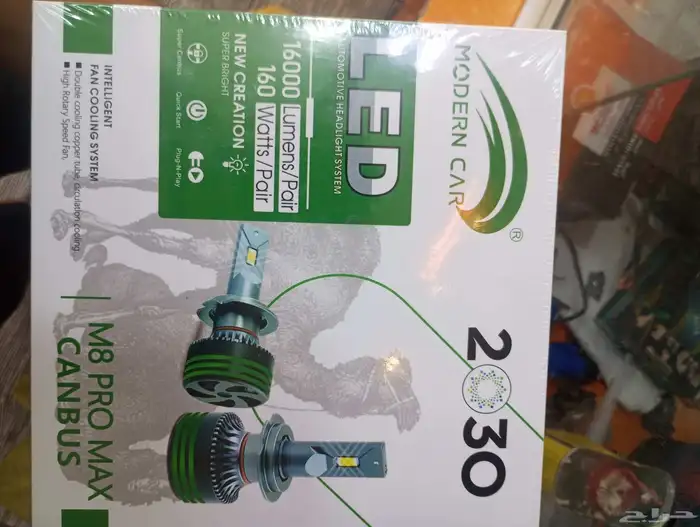 MODERN CAR
®
2030
LED
AUTOMOTIVE HEADLIGHT SYSTEM
16000 Lumens/Pair
160 Watts/Pair
NEW CREATION
SUPER BRIGHT
Super Canbus
Quick Start
Plug-N-Play
INTELLIGENT
FAN COOLING SYSTEM
■ Double cooling copper tube, circulation cooling
■ High Rotary Speed Fan,
M8 PRO MAX
CANBUS
حراج